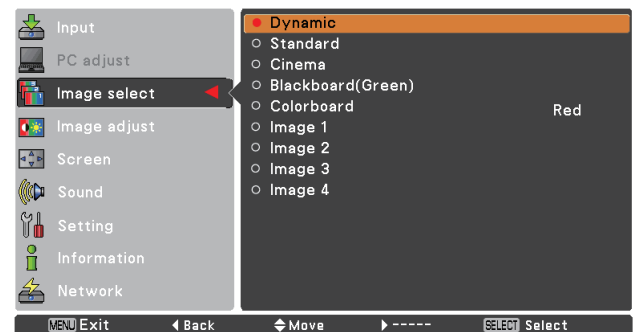 Input
PC adjust
Image select
Image adjust
Screen
Sound
Setting
Information
Network
Dynamic
Standard
Cinema
Blackboard(Green)
Colorboard Red
Image 1
Image 2
Image 3
Image 4
MENU Exit Back Move ----- SELECT Select